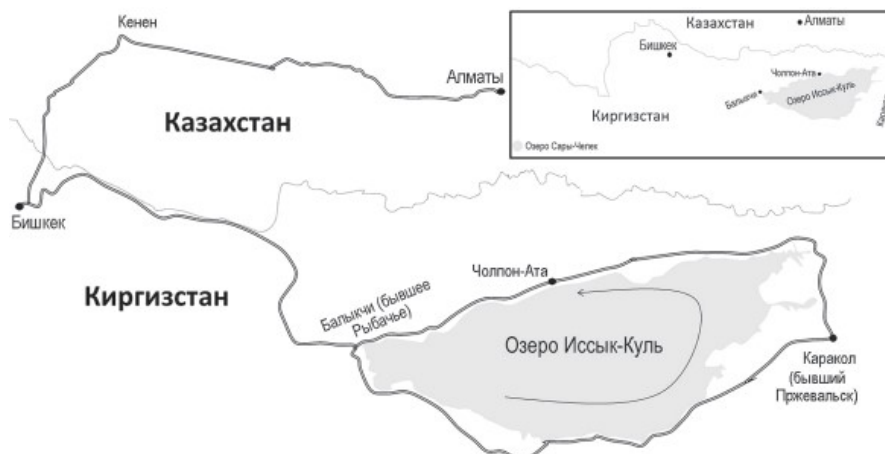 Кенен
Алматы
Казахстан
Бишкек
Киргизстан
Чолпон-Ата
Балыкчи (бывшее
Рыбачье)
Озеро Иссык-Куль
Каракол
(бывший
Пржевальск)
Казахстан
Алматы
Бишкек
Чолпон-Ата
Балыкчи
Озеро Иссык-Куль
Киргизстан
Озеро Сары-Челек